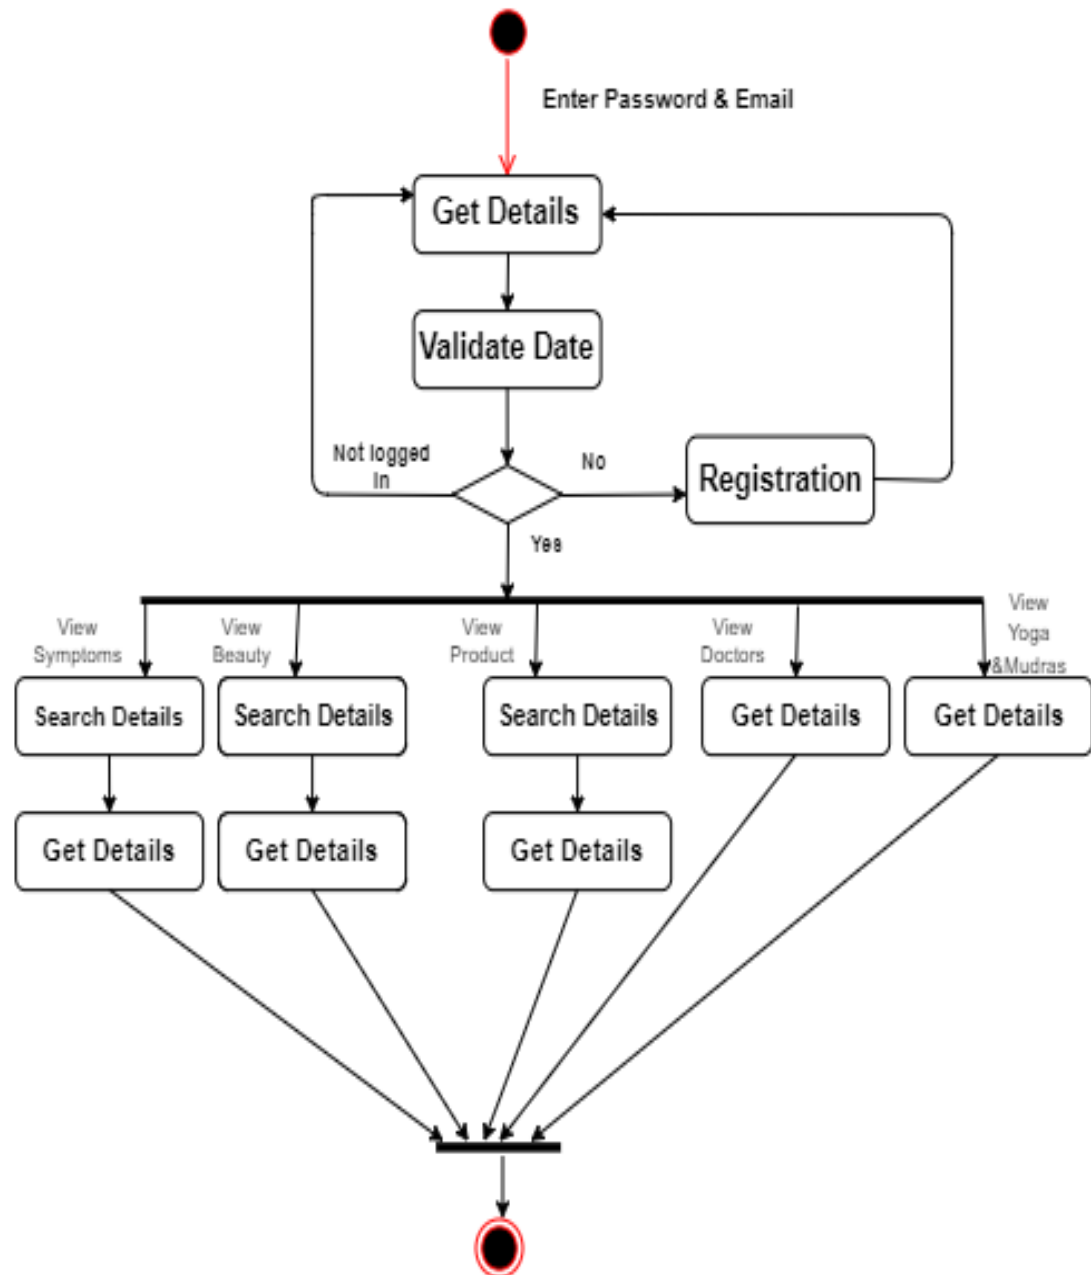 Enter Password & Email
Get Details
Validate Date
Not logged
In
No
Registration
Yes
View
Symptoms
View
Beauty
View
Product
View
Doctors
View
Yoga
&Mudras
Search Details
Search Details
Search Details
Get Details
Get Details
Get Details
Get Details
Get Details